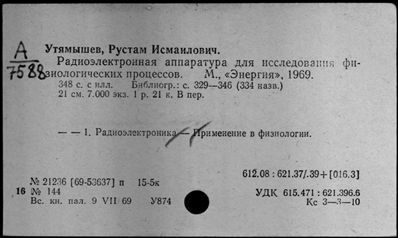 А
7588
Утямышев, Рустам Исмаилович.
Радиоэлектронная аппаратура для исследования фи-
зиологических процессов. М., «Энергия», 1969.
348 с. с илл. Библиогр.: с. 329—346 (334 назв.)
21 см. 7.000 экз. 1 р. 21 к. В пер.
— — 1. Радиоэлектроника — Применение в физиологии.
612.08 : 621.37/.39 + [016.3]
№ 21236 [69-53637] п 15-5к
16 № 144
УДК 615.471 : 621.396.6
Вс. кн. пал. 9 VII 69 У874
Кс 3—3—10